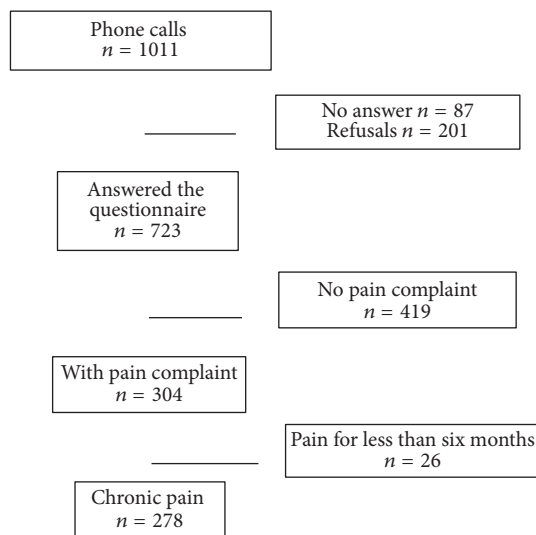 Phone calls
n = 1011
No answer n = 87
Refusals n = 201
Answered the
questionnaire
n = 723
No pain complaint
n = 419
With pain complaint
n = 304
Pain for less than six months
n = 26
Chronic pain
n = 278